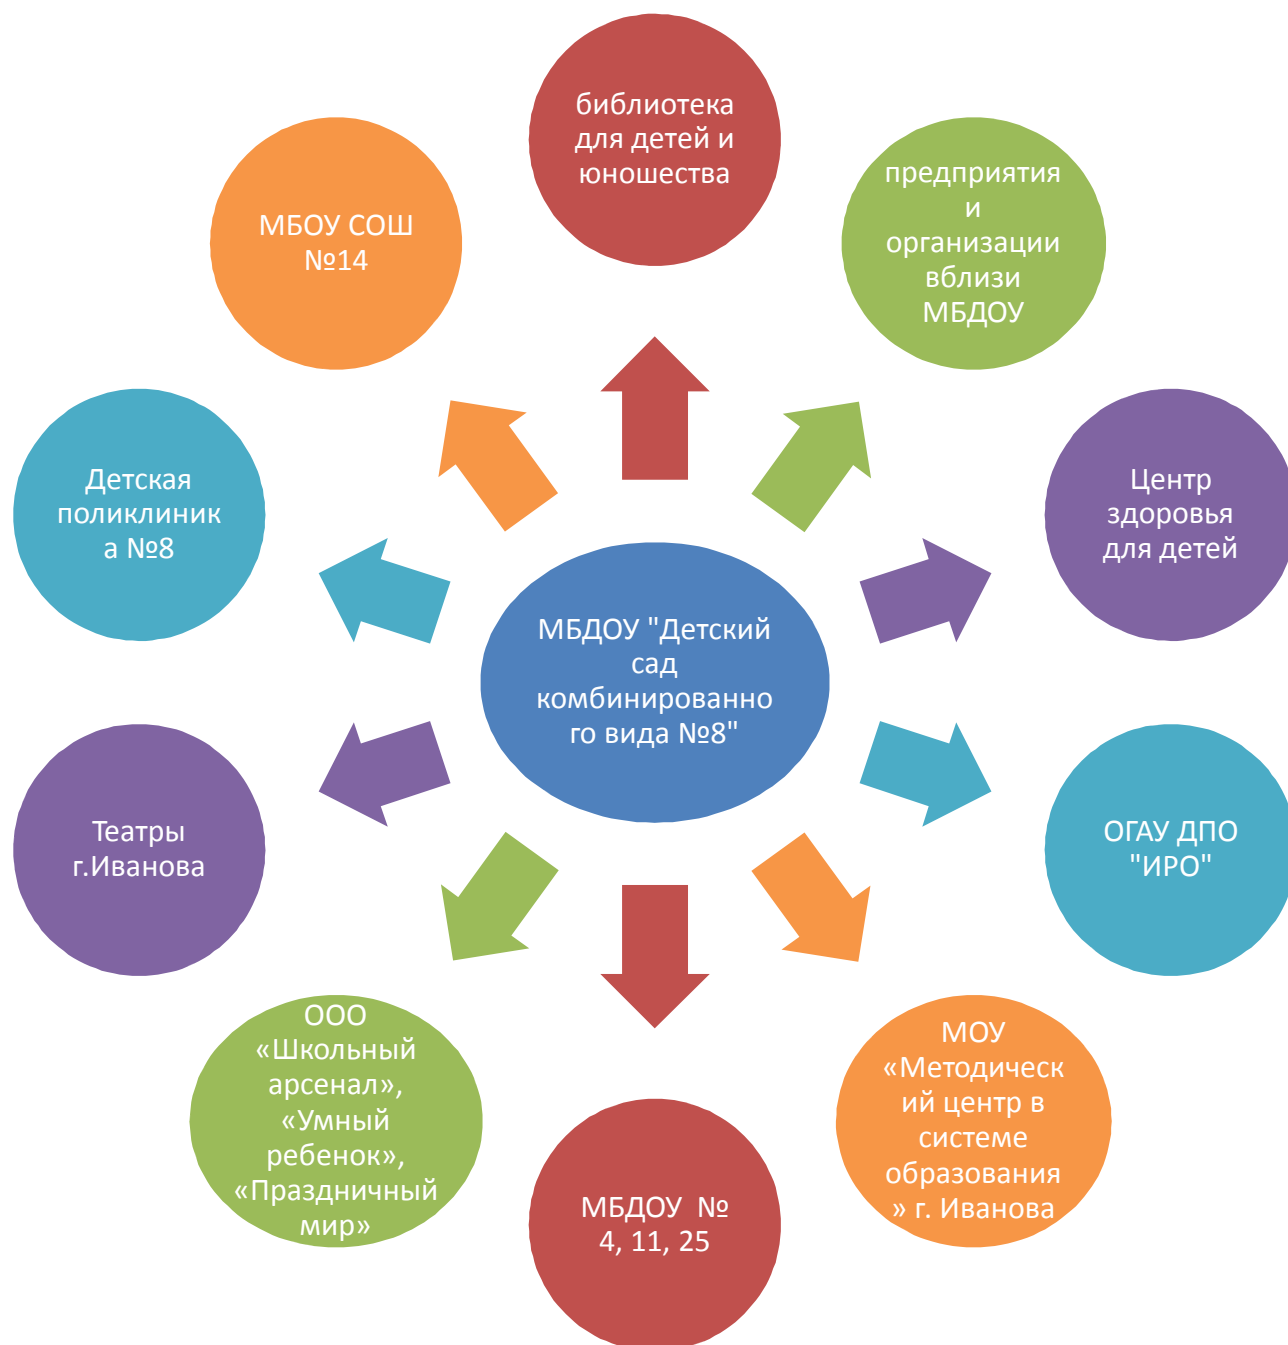 библиотека
для детей и
юношества
предприятия
и
организации
вблизи
МБДОУ
Центр
здоровья
для детей
ОГАУ ДПО
"ИРО"
МОУ
«Методическ
ий центр в
системе
образования
» г. Иванова
МБДОУ  №
4, 11, 25
ООО
«Школьный
арсенал»,
«Умный
ребенок»,
«Праздничный
мир»
Театры
г.Иванова
Детская
поликлиник
а №8
МБОУ СОШ
№14
МБДОУ "Детский
сад
комбинированно
го вида №8"